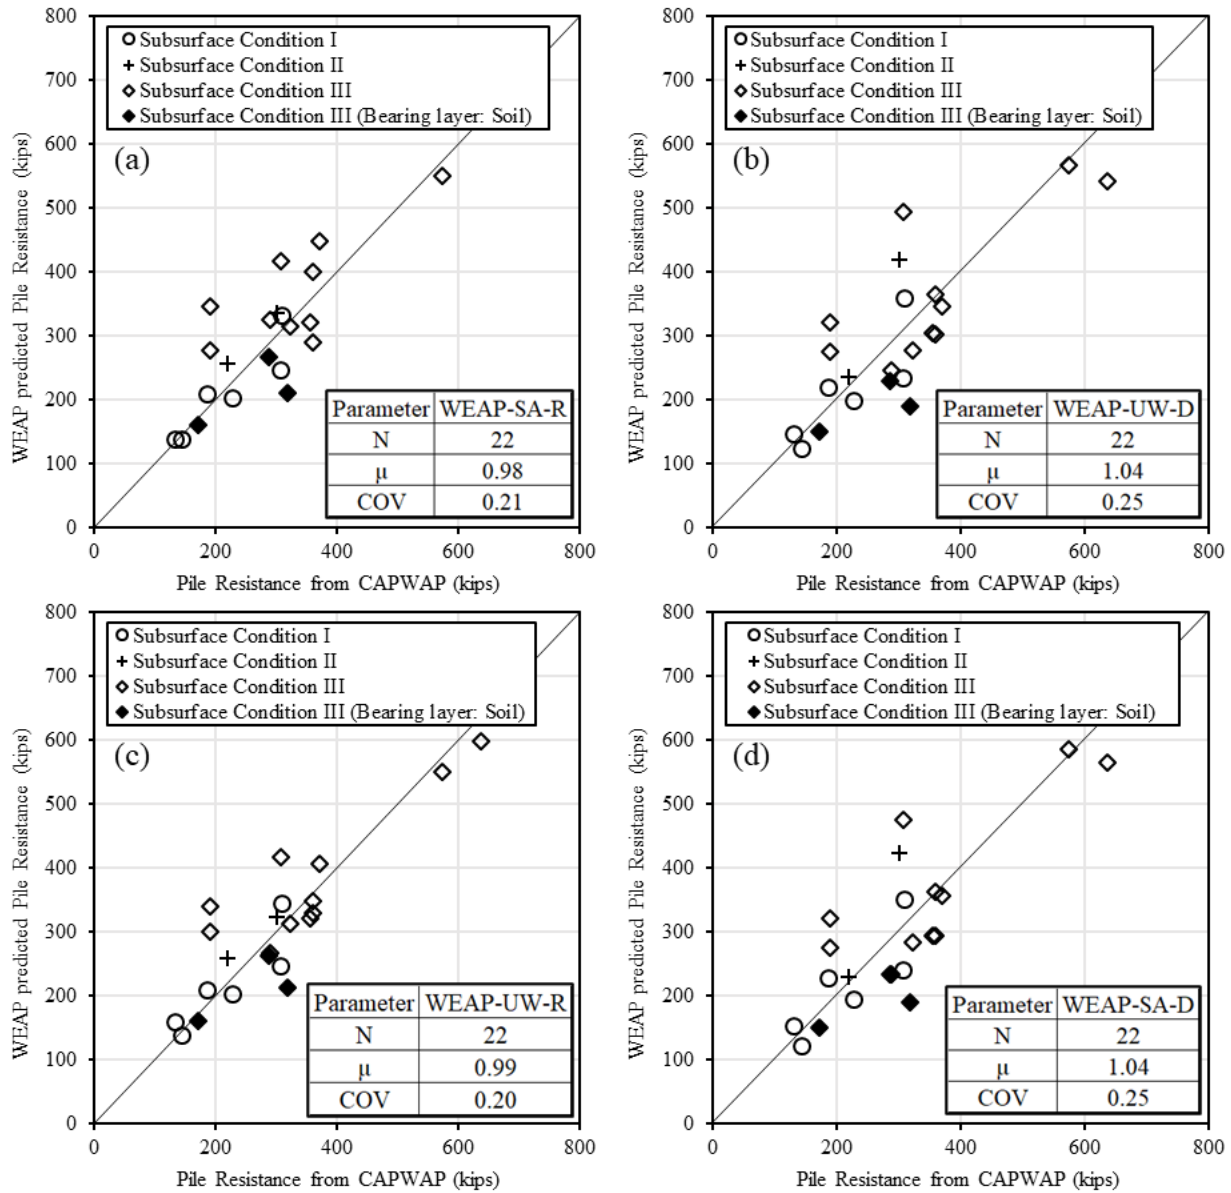 800
700
600
500
400
300
200
100
0
0 200 400 600 800
WEAP predicted Pile Resistance (kips)
Pile Resistance from CAPWAP (kips)
Subsurface Condition I
Subsurface Condition II
Subsurface Condition III
Subsurface Condition III (Bearing layer: Soil)
(a)
Parameter WEAP-SA-R
N 22
μ 0.98
COV 0.21
800
700
600
500
400
300
200
100
0
0 200 400 600 800
WEAP predicted Pile Resistance (kips)
Pile Resistance from CAPWAP (kips)
Subsurface Condition I
Subsurface Condition II
Subsurface Condition III
Subsurface Condition III (Bearing layer: Soil)
(b)
Parameter WEAP-UW-D
N 22
μ 1.04
COV 0.25
800
700
600
500
400
300
200
100
0
0 200 400 600 800
WEAP predicted Pile Resistance (kips)
Pile Resistance from CAPWAP (kips)
Subsurface Condition I
Subsurface Condition II
Subsurface Condition III
Subsurface Condition III (Bearing layer: Soil)
(c)
Parameter WEAP-UW-R
N 22
μ 0.99
COV 0.20
800
700
600
500
400
300
200
100
0
0 200 400 600 800
WEAP predicted Pile Resistance (kips)
Pile Resistance from CAPWAP (kips)
Subsurface Condition I
Subsurface Condition II
Subsurface Condition III
Subsurface Condition III (Bearing layer: Soil)
(d)
Parameter WEAP-SA-D
N 22
μ 1.04
COV 0.25